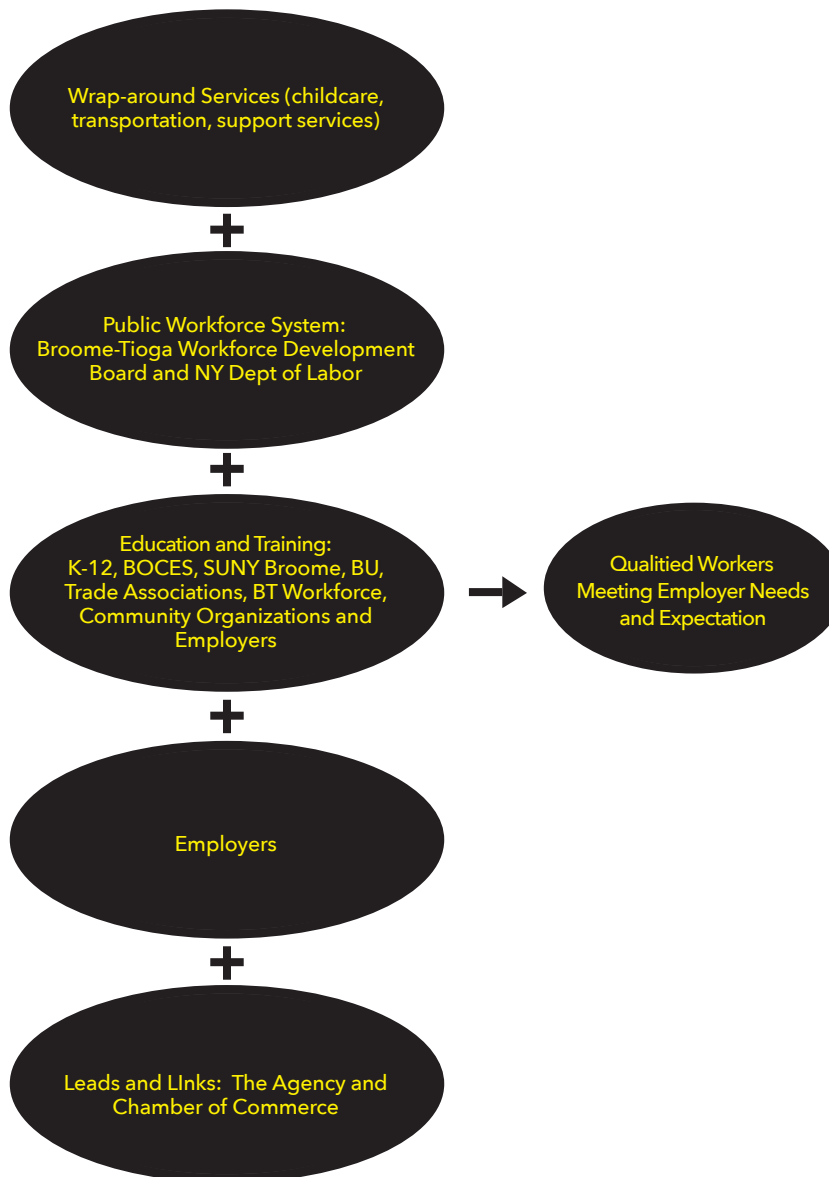 Wrap-around Services (childcare,
transportation, support services)
+
Public Workforce System:
Broome-Tioga Workforce Development
Board and NY Dept of Labor
+
Education and Training:
K-12, BOCES, SUNY Broome, BU,
Trade Associations, BT Workforce,
Community Organizations and
Employers
Qualitied Workers
Meeting Employer Needs
and Expectation
+
Employers
+
Leads and LInks: The Agency and
Chamber of Commerce